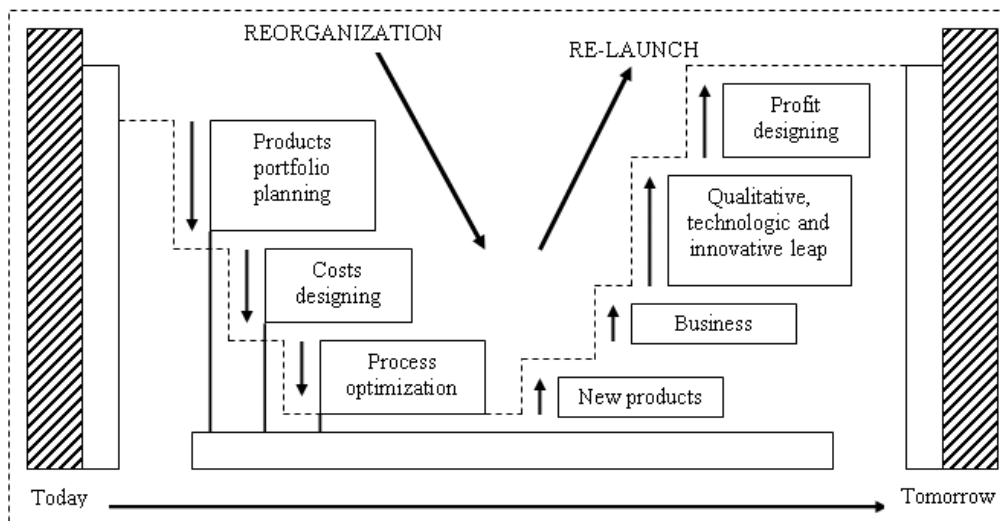 REORGANIZATION
RE-LAUNCH
Products
portfolio
planning
Costs
designing
Process
optimization
Profit
designing
Qualitative,
technologic and
innovative leap
Business
New products
Today
Tomorrow